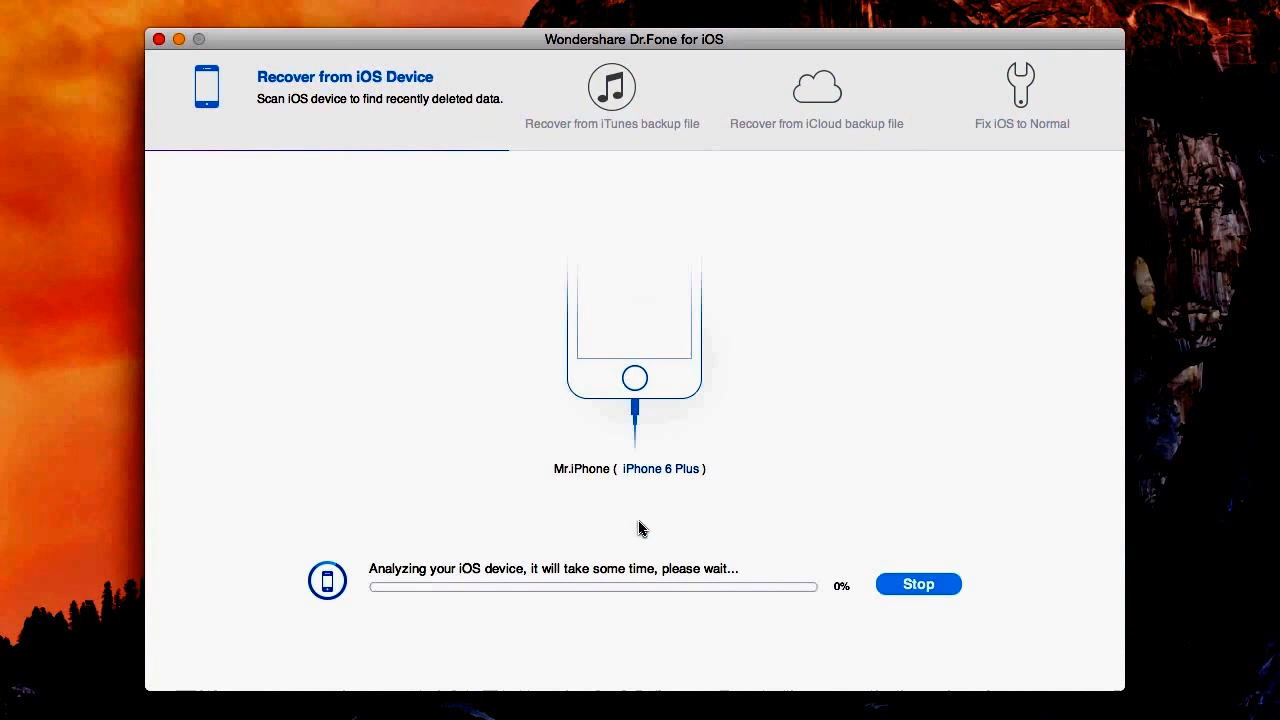 Wondershare Dr.Fone for iOS
Recover from iOS Device
Scan iOS device to find recently deleted data.
Recover from iTunes backup file
Recover from iCloud backup file
Fix iOS to Normal
Mr.iPhone ( iPhone 6 Plus )
Analyzing your iOS device, it will take some time, please wait...
0%
Stop